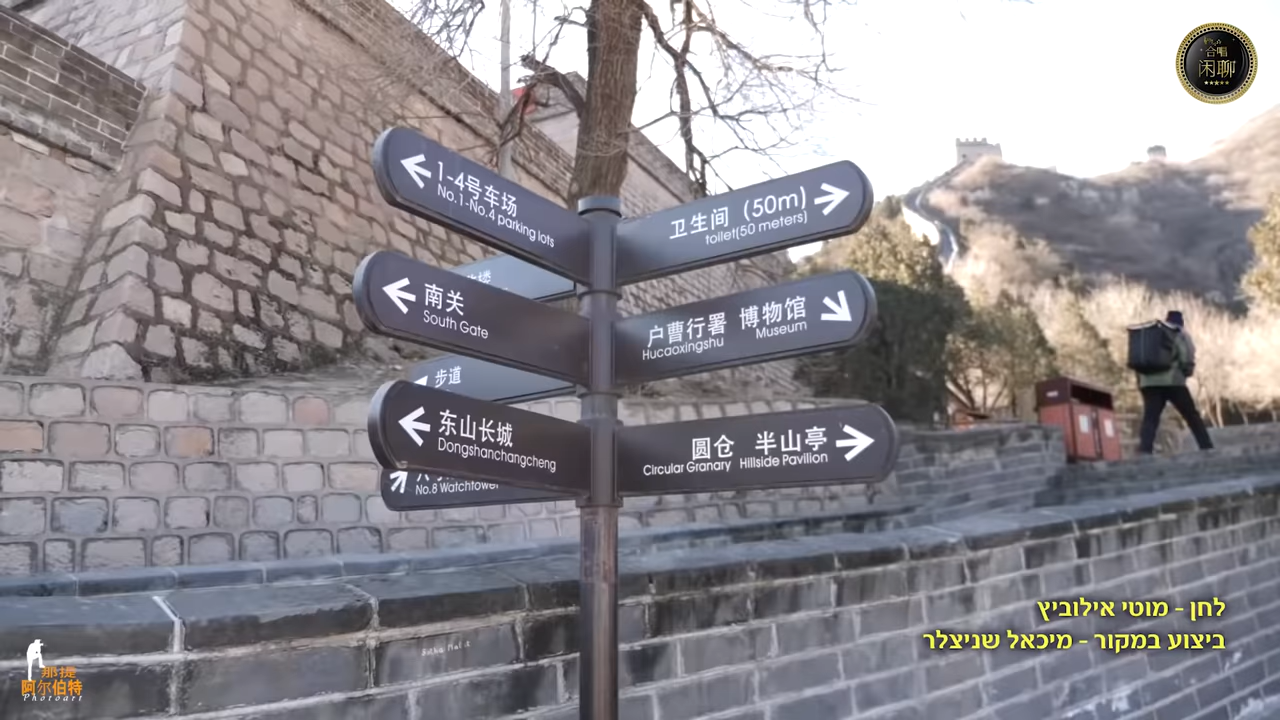 合唱
闲聊
1-4号车场
No.1-No.4 parking lots
卫生间 (50m)
toilet(50 meters)
南关
South Gate
户曹行署 博物馆
Hucaoxingshu Museum
步道
东山长城
Dongshanchangcheng
圆仓 半山亭
Circular Granary Hillside Pavilion
No.8 Watchtower
לחן - מוטי אילוביץ
ביצוע במקור - מיכאל שניצלר
那提
阿尔伯特
Photoart